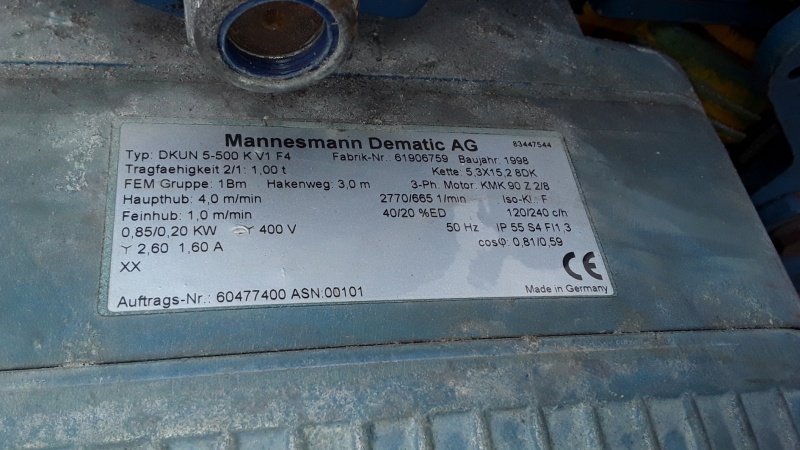 Mannesmann Dematic AG 83447544
Typ: DKUN 5-500 K V1 F4 Fabrik-Nr. 61906759 Baujahr: 1998
Tragfaehigkeit 2/1: 1,00 t Kette: 5,3X15,2 8DK
FEM Gruppe: 1Bm Hakenweg: 3,0 m 3-Ph. Motor: KMK 90 Z 2/8
Haupthub: 4,0 m/min 2770/665 1/min Iso-Kl.: F
Feinhub: 1,0 m/min 40/20 %ED 120/240 c/h
0,85/0,20 KW 400 V 50 Hz IP 55 S4 FI1,3
2,60 1,60 A cosφ: 0,81/0,59
XX
CE
Auftrags-Nr.: 60477400 ASN:00101 Made in Germany